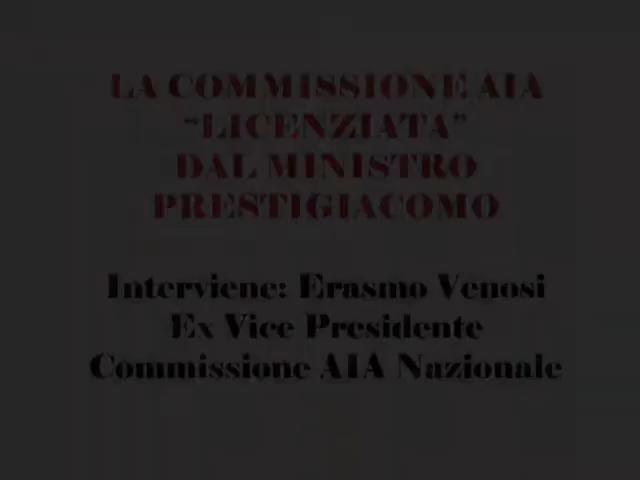 LA COMMISSIONE AIA
“LICENZIATA”
DAL MINISTRO
PRESTIGIACOMO
Interviene: Erasmo Venosi
Ex Vice Presidente
Commissione AIA Nazionale